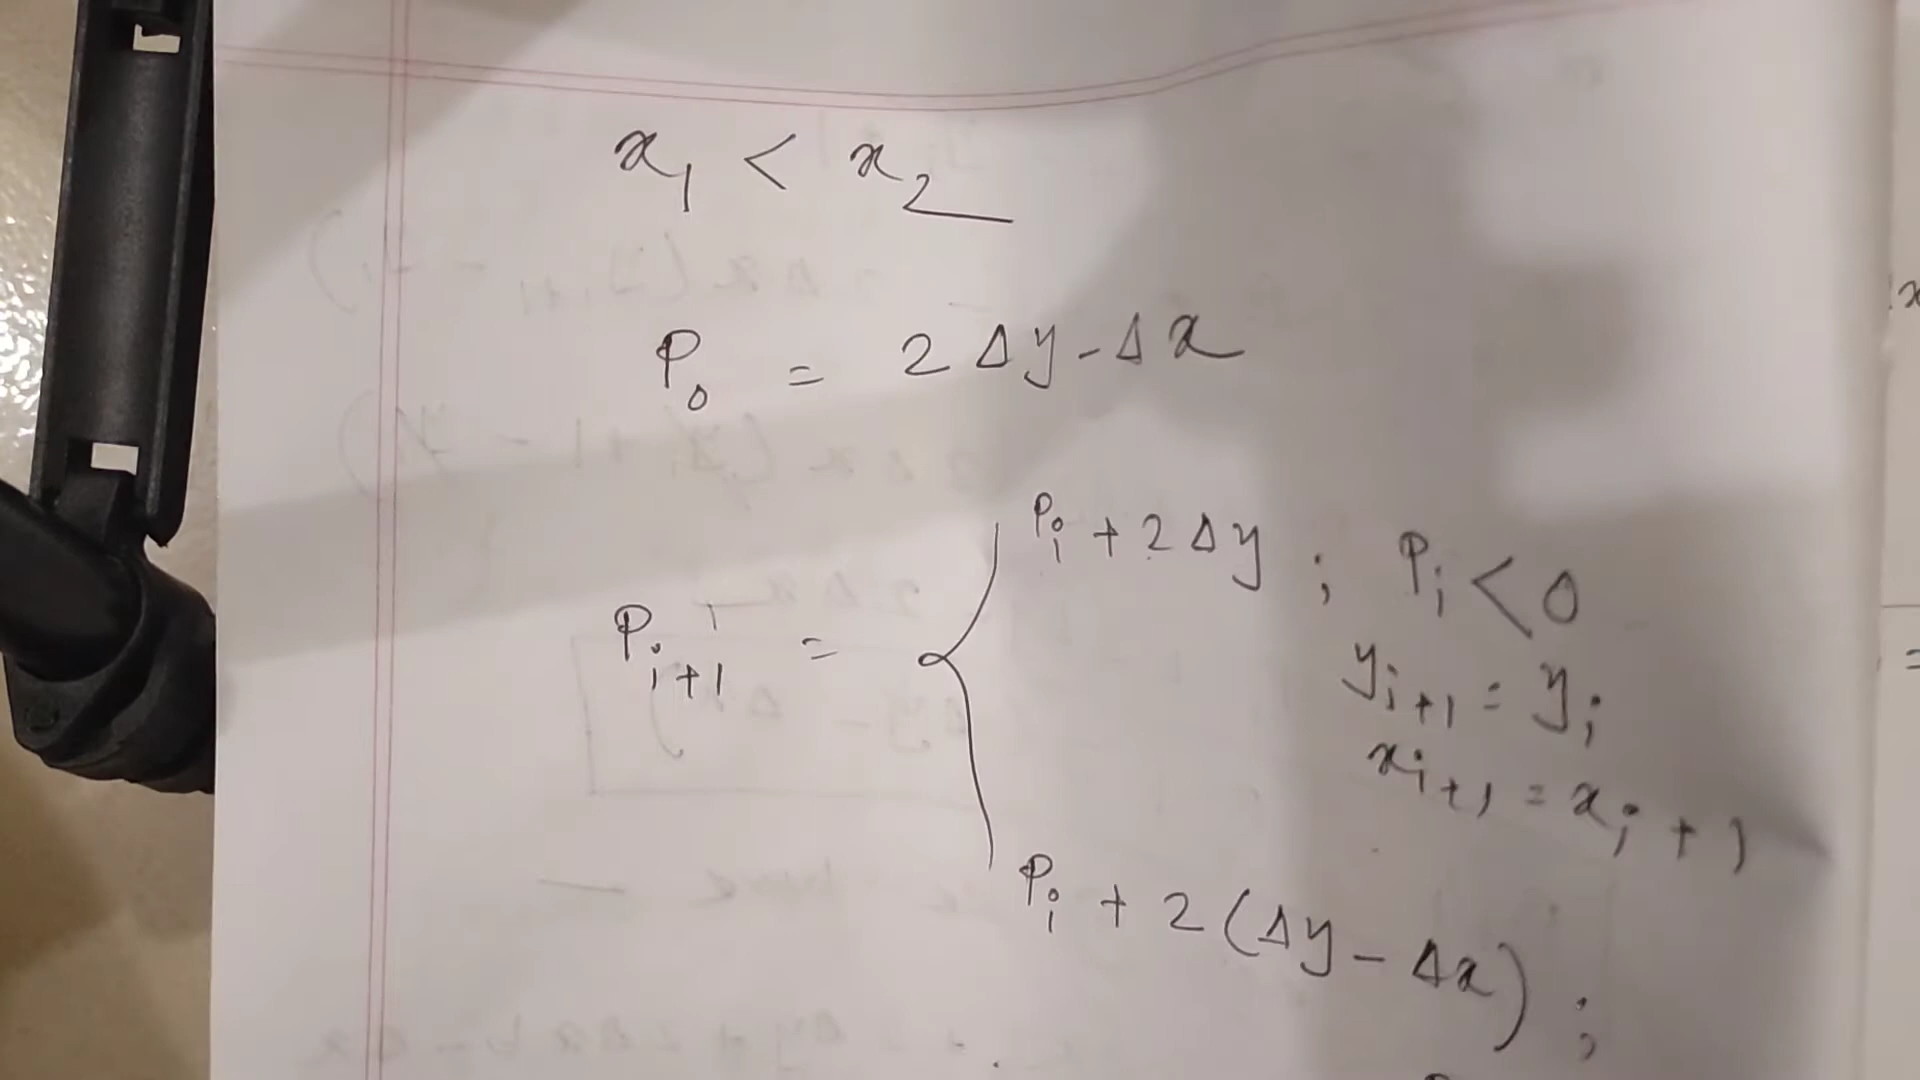 x₁ < x₂
P₀ = 2Δy - Δx
Pᵢ₊₁ = { Pᵢ + 2Δy ; Pᵢ < 0
yᵢ₊₁ = yᵢ
xᵢ₊₁ = xᵢ + 1
Pᵢ + 2(Δy - Δx) ;